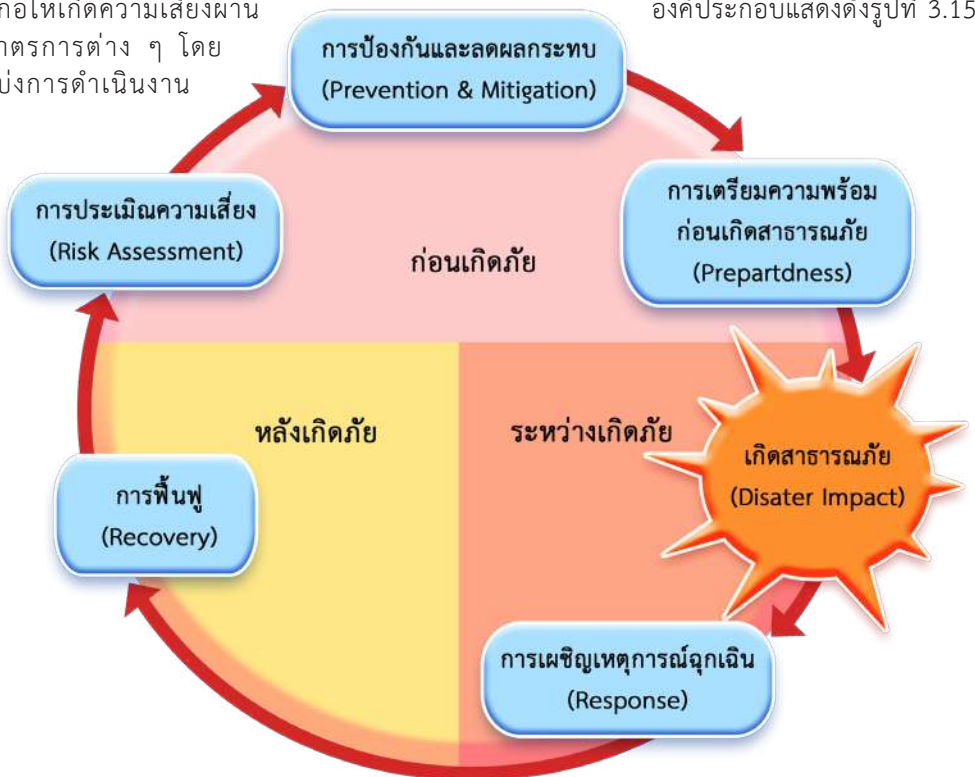 กอให้เกิดความเสี่ยงผ่าน
าตรการต่าง ๆ โดย
บ่งการดำเนินงาน
องค์ประกอบแสดงดังรูปที่ 3.15
การป้องกันและลดผลกระทบ
(Prevention & Mitigation)
การประเมิณความเสี่ยง
(Risk Assessment)
การเตรียมความพร้อม
ก่อนเกิดสาธารณภัย
(Prepartdness)
ก่อนเกิดภัย
หลังเกิดภัย
ระหว่างเกิดภัย
เกิดสาธารณภัย
(Disater Impact)
การฟื้นฟู
(Recovery)
การเผชิญเหตุการณ์ฉุกเฉิน
(Response)